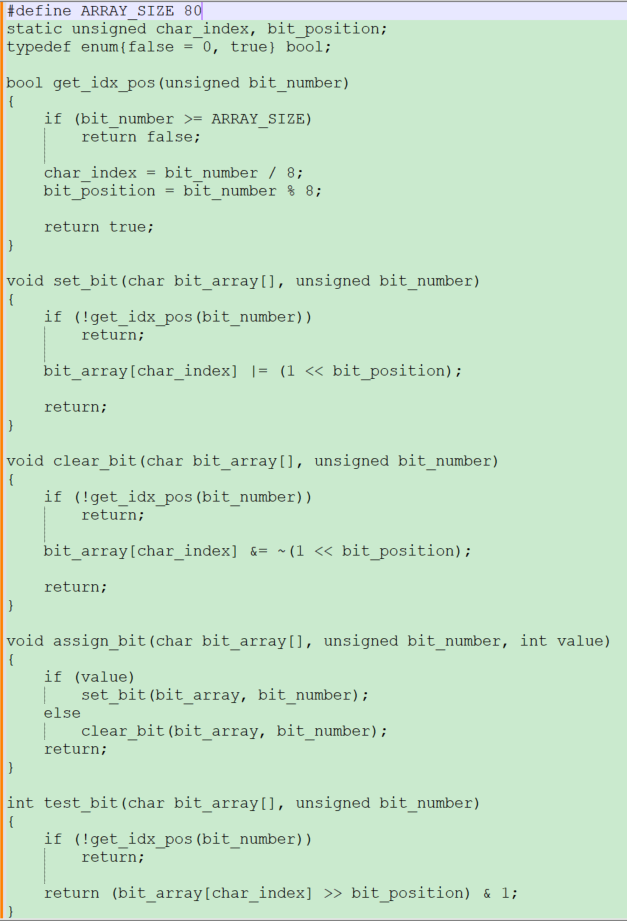 #define ARRAY_SIZE 80
static unsigned char_index, bit_position;
typedef enum{false = 0, true} bool;

bool get_idx_pos(unsigned bit_number)
{
    if (bit_number >= ARRAY_SIZE)
        return false;

    char_index = bit_number / 8;
    bit_position = bit_number % 8;

    return true;
}

void set_bit(char bit_array[], unsigned bit_number)
{
    if (!get_idx_pos(bit_number))
        return;

    bit_array[char_index] |= (1 << bit_position);

    return;
}

void clear_bit(char bit_array[], unsigned bit_number)
{
    if (!get_idx_pos(bit_number))
        return;

    bit_array[char_index] &= ~(1 << bit_position);

    return;
}

void assign_bit(char bit_array[], unsigned bit_number, int value)
{
    if (value)
        set_bit(bit_array, bit_number);
    else
        clear_bit(bit_array, bit_number);
    return;
}

int test_bit(char bit_array[], unsigned bit_number)
{
    if (!get_idx_pos(bit_number))
        return;

    return (bit_array[char_index] >> bit_position) & 1;
}